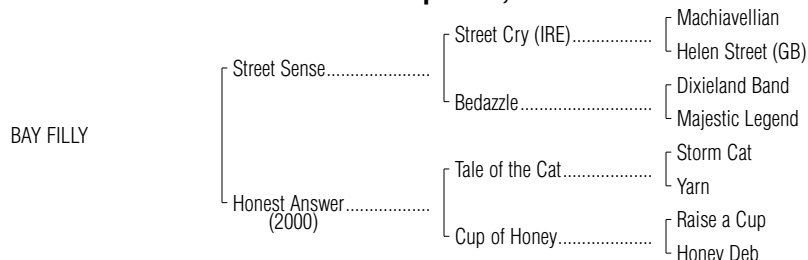 Machiavellian
Street Cry (IRE)
Helen Street (GB)
Street Sense
Dixieland Band
Bedazzle
Majestic Legend
BAY FILLY
Storm Cat
Tale of the Cat
Yarn
Honest Answer
(2000)
Raise a Cup
Cup of Honey
Honey Deb